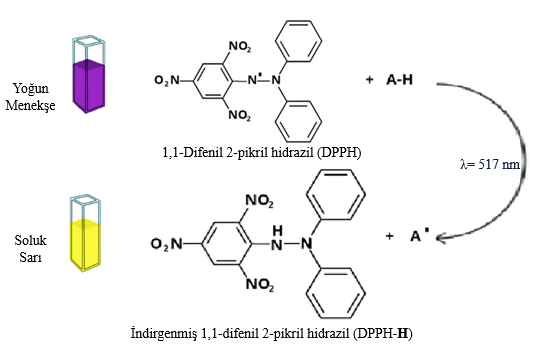 Yoğun
Menekşe
NO₂
O₂N
N•
N
NO₂
+ A-H
1,1-Difenil 2-pikril hidrazil (DPPH)
λ= 517 nm
Soluk
Sarı
NO₂
O₂N
H
N
N
NO₂
+ A•
İndirgenmiş 1,1-difenil 2-pikril hidrazil (DPPH-H)